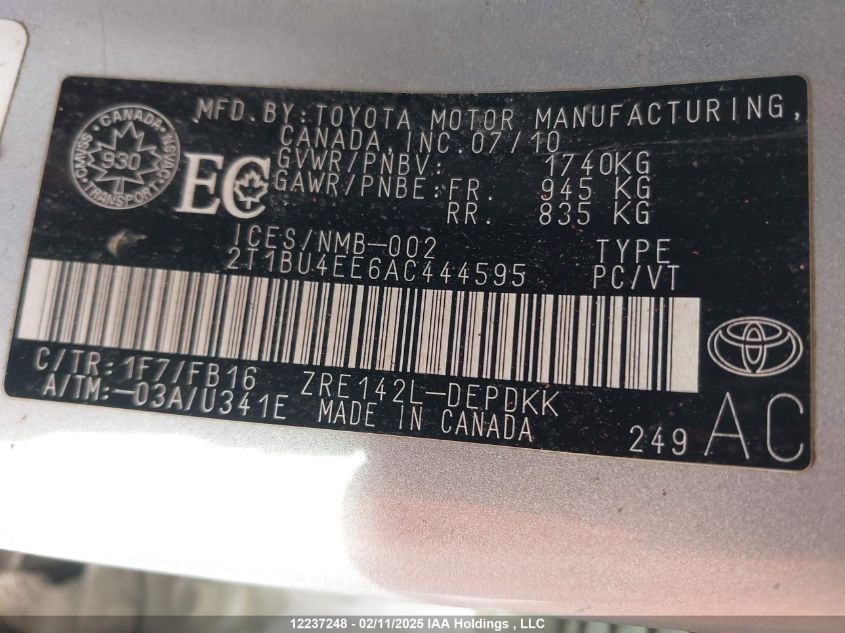 MFD.BY:TOYOTA MOTOR MANUFACTURING,
CANADA,INC.07/10
GVWR/PNBV: 1740KG
GAWR/PNBE:FR. 945 KG
RR. 835 KG
CANADA
930
TRANSPORT
EC
ICES/NMB-002 TYPE
2T1BU4EE6AC444595 PC/VT
C/TR:1F7/FB16 ZRE142L-DEPDKK
A/TM:-03A/U341E MADE IN CANADA
249 AC
12237248 - 02/11/2025 IAA Holdings , LLC